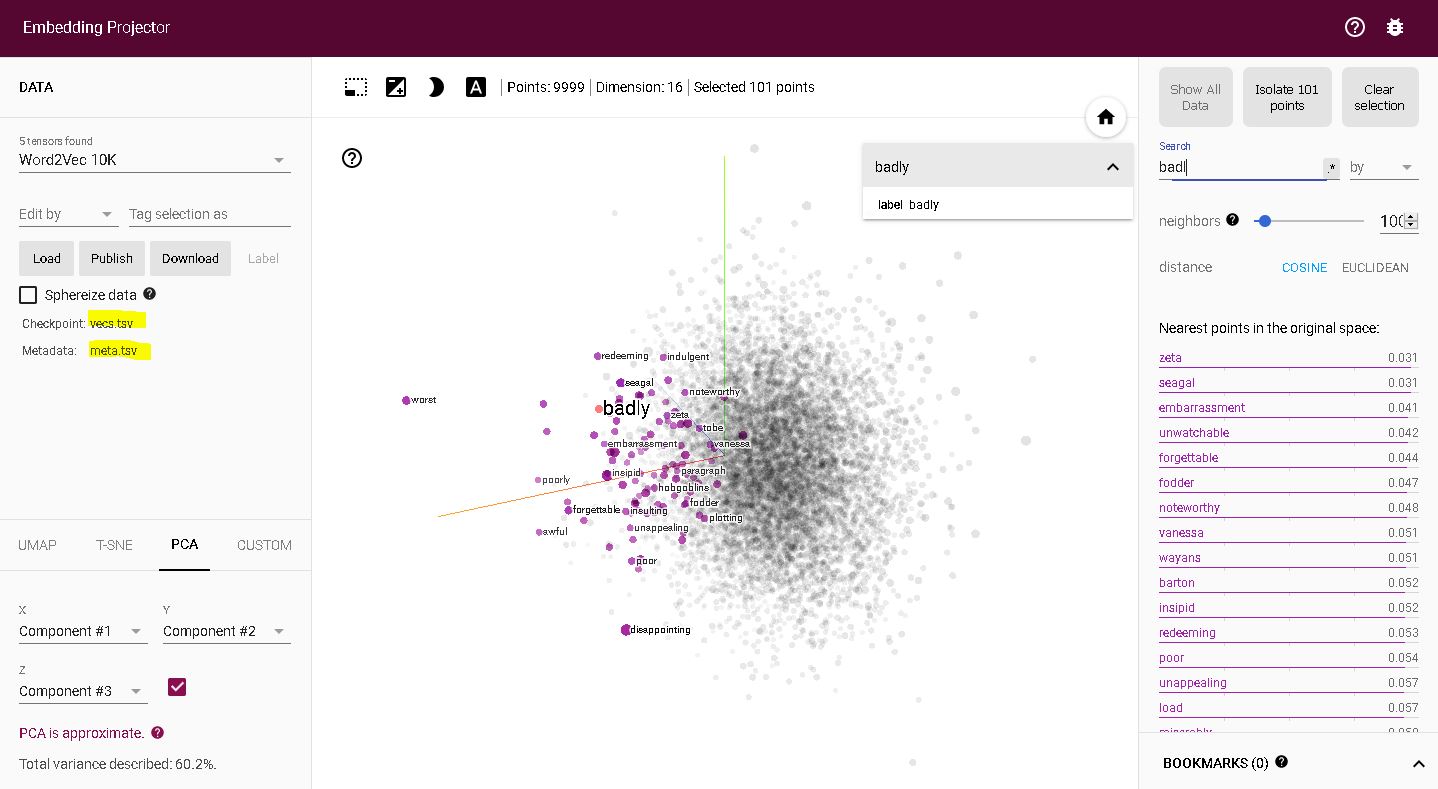 Embedding Projector
DATA
5 tensors found
Word2Vec 10K
Edit by
Tag selection as
Load
Publish
Download
Label
Sphereize data
Checkpoint: vecs.tsv
Metadata: meta.tsv
UMAP
T-SNE
PCA
CUSTOM
X
Component #1
Y
Component #2
Z
Component #3
PCA is approximate.
Total variance described: 60.2%.
A
Points: 9999
Dimension: 16
Selected 101 points
badly
label badly
redeeming
indulgent
seagal
noteworthy
worst
badly
zeta
tobe
embarrassment
vanessa
insipid
paragraph
poorly
hobgoblins
fodder
forgettable
insulting
plotting
awful
unappealing
poor
disappointing
Show All Data
Isolate 101 points
Clear selection
Search
badl
.*
by
neighbors
100
distance
COSINE
EUCLIDEAN
Nearest points in the original space:
zeta 0.031
seagal 0.031
embarrassment 0.041
unwatchable 0.042
forgettable 0.044
fodder 0.047
noteworthy 0.048
vanessa 0.051
wayans 0.051
barton 0.052
insipid 0.052
redeeming 0.053
poor 0.054
unappealing 0.057
load 0.057
BOOKMARKS (0)